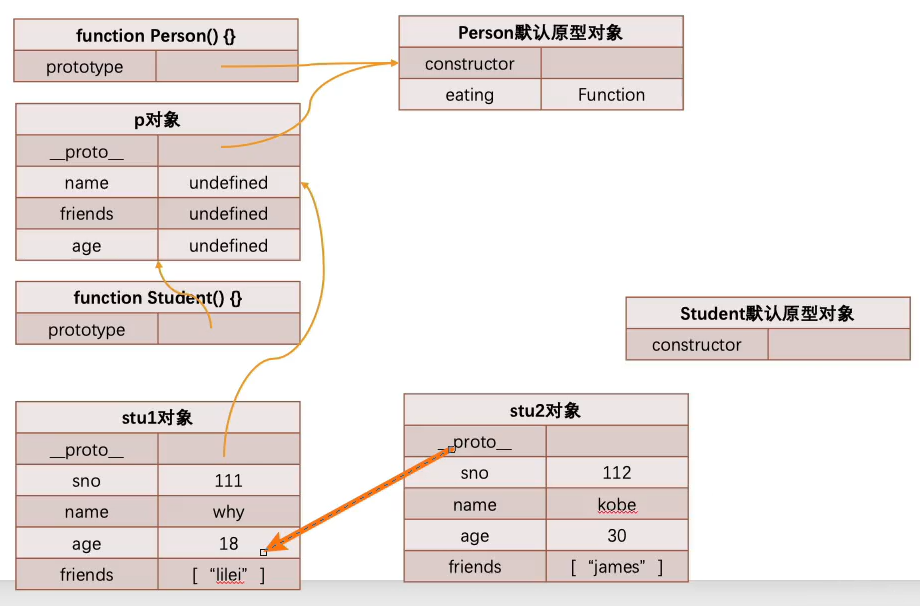 function Person() {}
prototype
Person默认原型对象
constructor
eating Function
p对象
__proto__
name undefined
friends undefined
age undefined
function Student() {}
prototype
Student默认原型对象
constructor
stu1对象
__proto__
sno 111
name why
age 18
friends [ “lilei” ]
stu2对象
__proto__
sno 112
name kobe
age 30
friends [ “james” ]